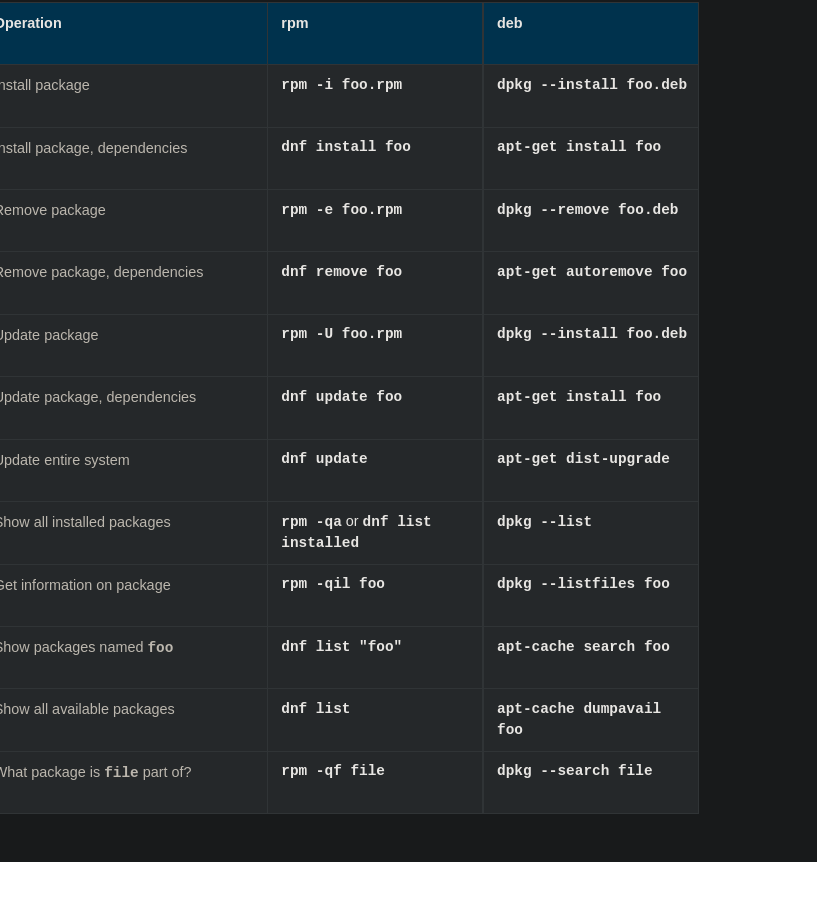 Operation rpm deb
Install package rpm -i foo.rpm dpkg --install foo.deb
Install package, dependencies dnf install foo apt-get install foo
Remove package rpm -e foo.rpm dpkg --remove foo.deb
Remove package, dependencies dnf remove foo apt-get autoremove foo
Update package rpm -U foo.rpm dpkg --install foo.deb
Update package, dependencies dnf update foo apt-get install foo
Update entire system dnf update apt-get dist-upgrade
Show all installed packages rpm -qa or dnf list dpkg --list
installed
Get information on package rpm -qil foo dpkg --listfiles foo
Show packages named foo dnf list "foo" apt-cache search foo
Show all available packages dnf list apt-cache dumpavail
foo
What package is file part of? rpm -qf file dpkg --search file